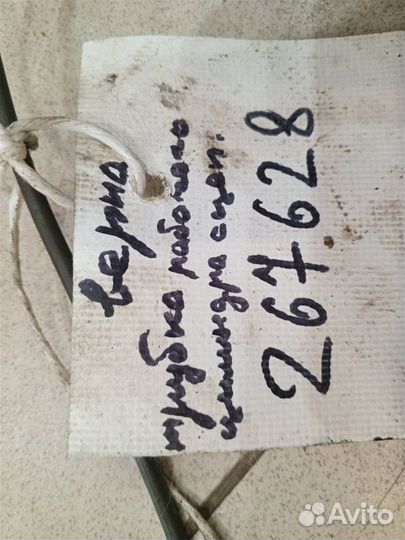 верна
трубка рабочего
цилиндра сцеп.
267628
Avito